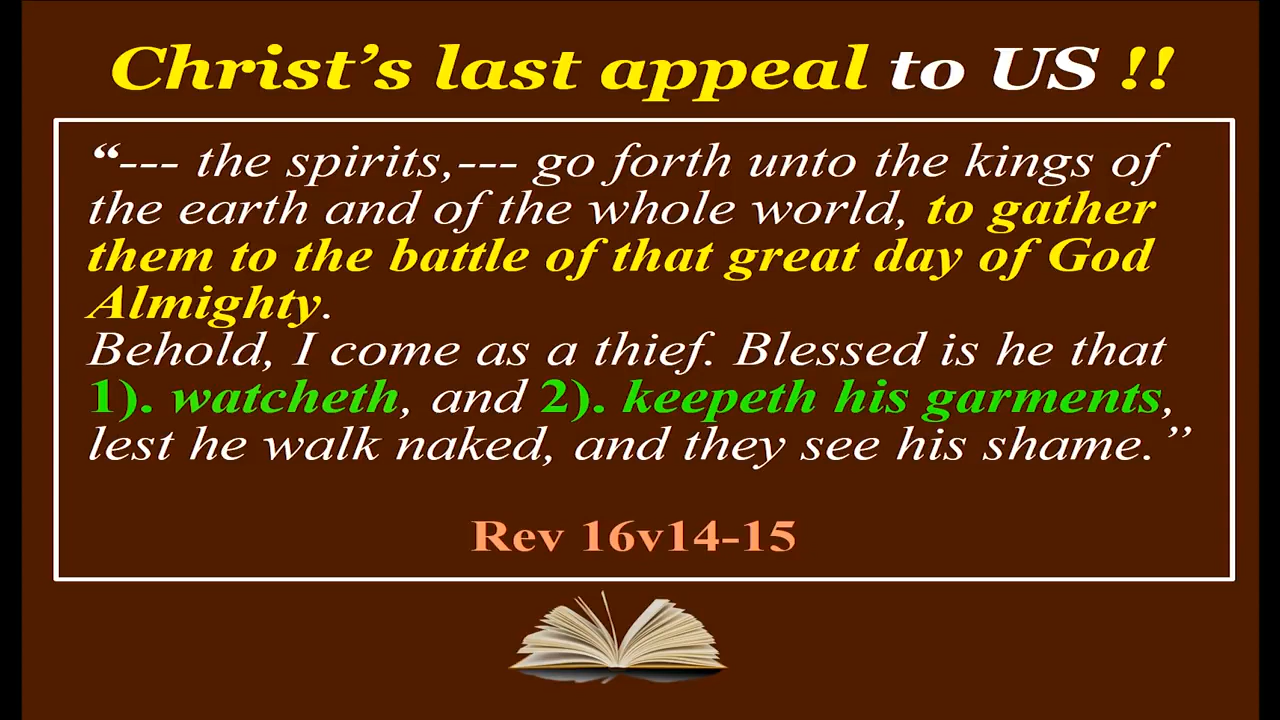 Christ’s last appeal to US !!
“--- the spirits,--- go forth unto the kings of
the earth and of the whole world, to gather
them to the battle of that great day of God
Almighty.
Behold, I come as a thief. Blessed is he that
1). watcheth, and 2). keepeth his garments,
lest he walk naked, and they see his shame.”
Rev 16v14-15